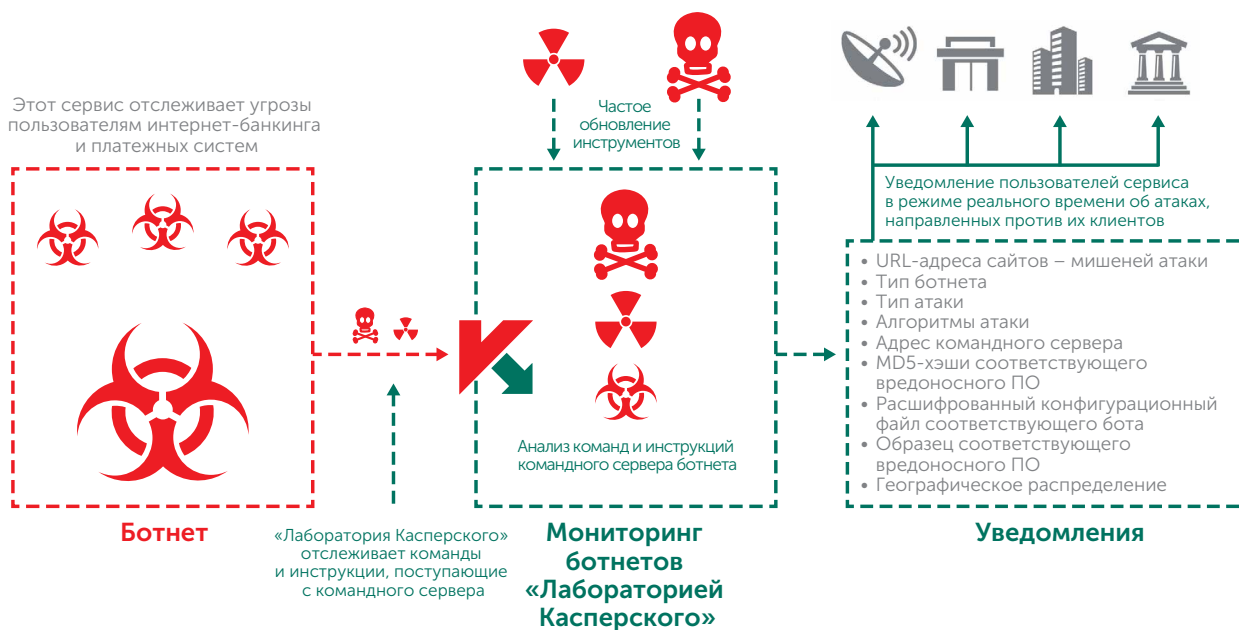 Этот сервис отслеживает угрозы
пользователям интернет-банкинга
и платежных систем
Ботнет
«Лаборатория Касперского»
отслеживает команды
и инструкции, поступающие
с командного сервера
Частое
обновление
инструментов
Анализ команд и инструкций
командного сервера ботнета
Мониторинг
ботнетов
«Лабораторией
Касперского»
Уведомление пользователей сервиса
в режиме реального времени об атаках,
направленных против их клиентов
• URL-адреса сайтов – мишеней атаки
• Тип ботнета
• Тип атаки
• Алгоритмы атаки
• Адрес командного сервера
• MD5-хэши соответствующего
вредоносного ПО
• Расшифрованный конфигурационный
файл соответствующего бота
• Образец соответствующего
вредоносного ПО
• Географическое распределение
Уведомления